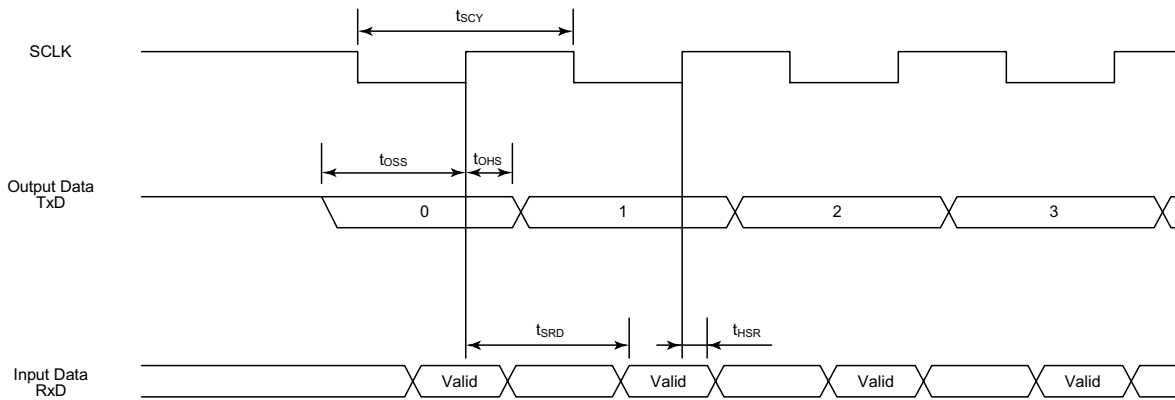 tSCY
SCLK
tOSS
tOHS
Output Data
TxD
0
1
2
3
tSRD
tHSR
Input Data
RxD
Valid
Valid
Valid
Valid